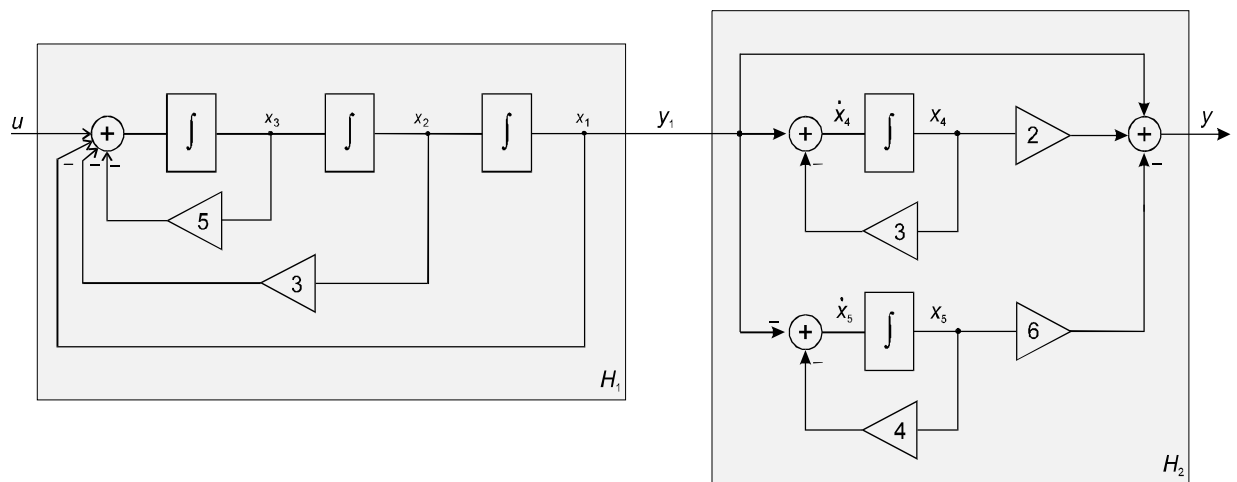 u
+
−
−
−
∫
x₃
∫
x₂
∫
x₁
5
3
H₁
y₁
+
−
ẋ₄
∫
x₄
2
+
−
y
3
−
+
−
ẋ₅
∫
x₅
6
4
H₂